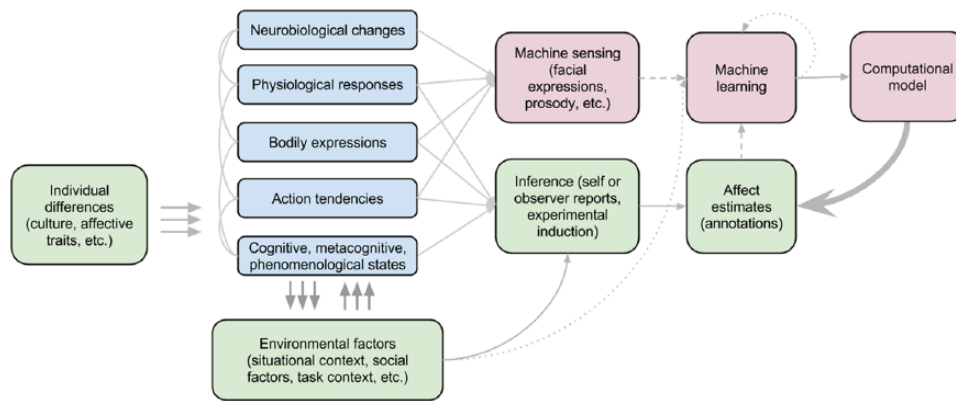 Neurobiological changes
Physiological responses
Bodily expressions
Action tendencies
Cognitive, metacognitive,
phenomenological states
Individual
differences
(culture, affective
traits, etc.)
Environmental factors
(situational context, social
factors, task context, etc.)
Machine sensing
(facial
expressions,
prosody, etc.)
Inference (self or
observer reports,
experimental
induction)
Machine
learning
Affect
estimates
(annotations)
Computational
model